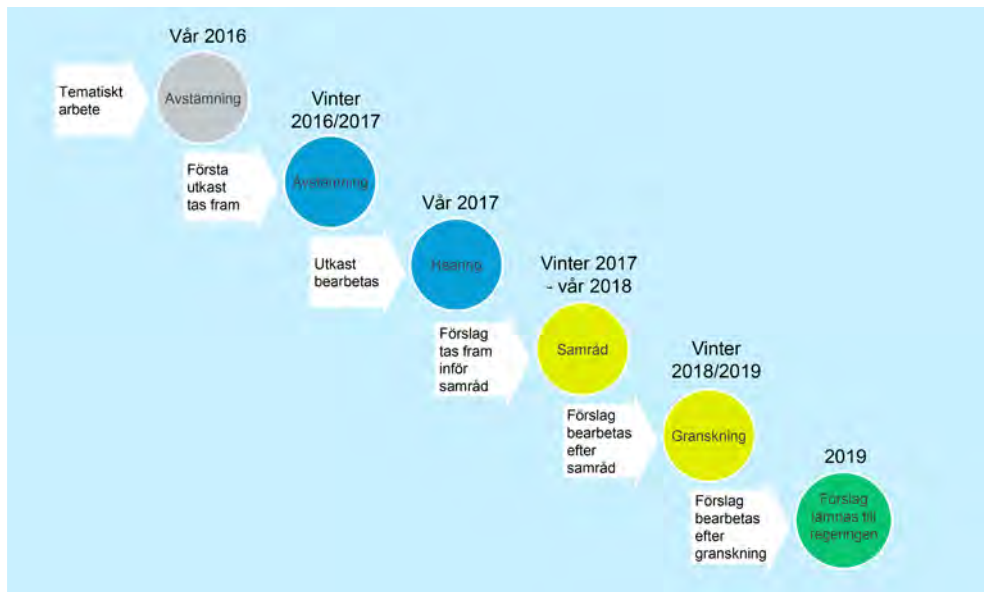 Vår 2016
Tematiskt
arbete
Avstämning
Vinter
2016/2017
Första
utkast
tas fram
Avstämning
Vår 2017
Utkast
bearbetas
Hearing
Vinter 2017
- vår 2018
Förslag
tas fram
inför
samråd
Samråd
Vinter
2018/2019
Förslag
bearbetas
efter
samråd
Granskning
2019
Förslag
bearbetas
efter
granskning
Förslag
lämnas till
regeringen